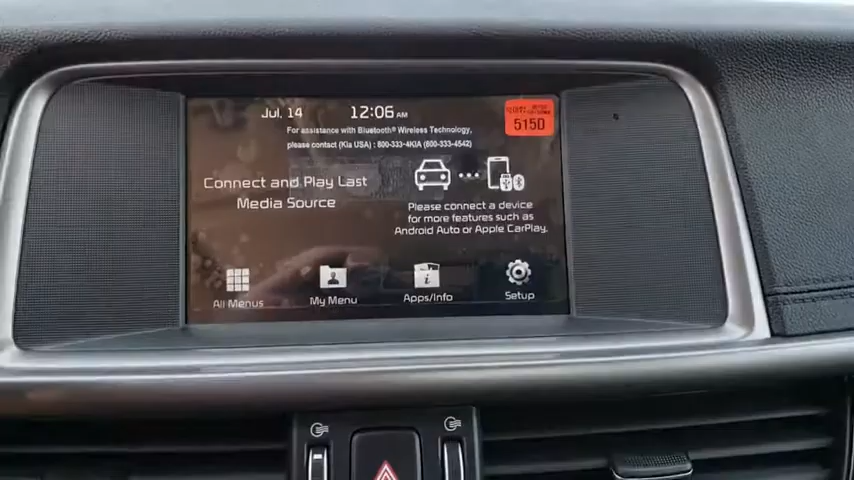 Jul. 14
12:06 AM
5150
For assistance with BLUETOOTH® Wireless Technology,
please contact (Kia USA) : 800-333-4KIA (800-333-4542)
Connect and Play Last
Media Source
Please connect a device
for more features such as
Android Auto or Apple CarPlay.
All Menus
My Menu
Apps/Info
Setup